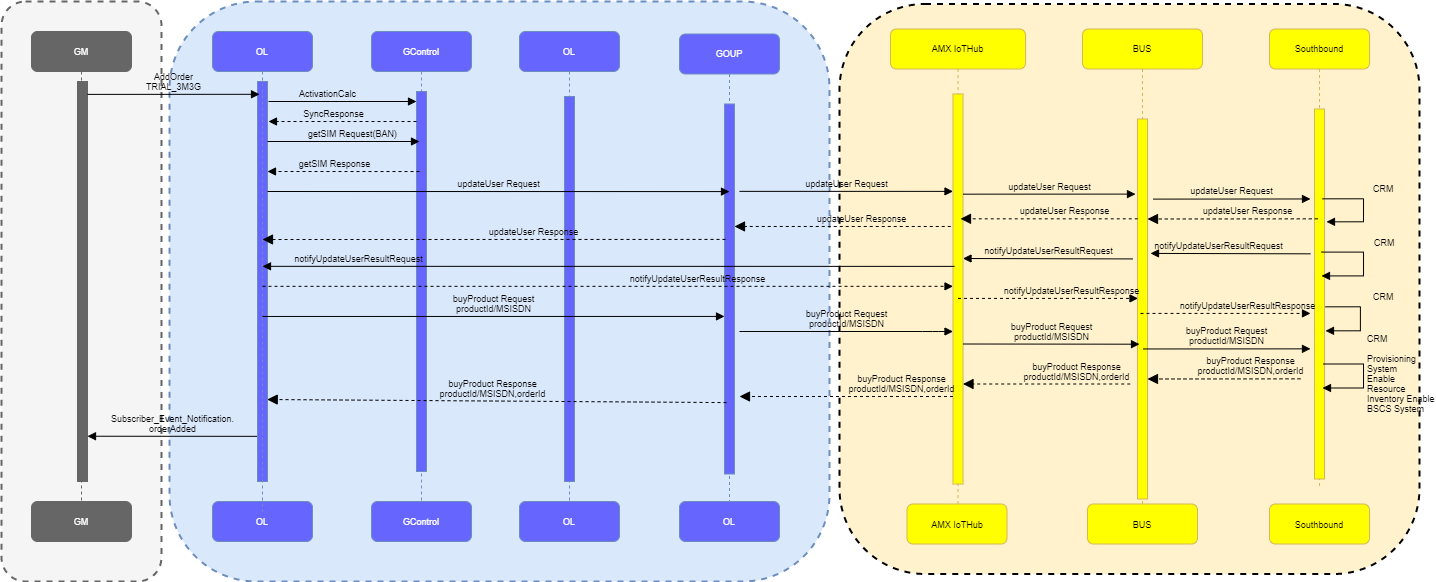 GM
OL
GControl
OL
GOUP
AMX IoTHub
BUS
Southbound
AddOrder
TRIAL_3M3G
ActivationCalc
SyncResponse
getSIM Request(BAN)
getSIM Response
updateUser Request
updateUser Request
updateUser Request
updateUser Request
CRM
updateUser Response
updateUser Response
updateUser Response
updateUser Response
CRM
notifyUpdateUserResultRequest
notifyUpdateUserResultRequest
notifyUpdateUserResultRequest
notifyUpdateUserResultResponse
notifyUpdateUserResultResponse
notifyUpdateUserResultResponse
CRM
buyProduct Request
productId/MSISDN
buyProduct Request
productId/MSISDN
buyProduct Request
productId/MSISDN
buyProduct Request
productId/MSISDN
CRM
Provisioning
System
Enable
Resource
Inventory Enable
BSCS System
buyProduct Response
productId/MSISDN,orderId
buyProduct Response
productId/MSISDN,orderId
buyProduct Response
productId/MSISDN,orderId
buyProduct Response
productId/MSISDN,orderId
Subscriber_Event_Notification.
orderAdded
GM
OL
GControl
OL
OL
AMX IoTHub
BUS
Southbound